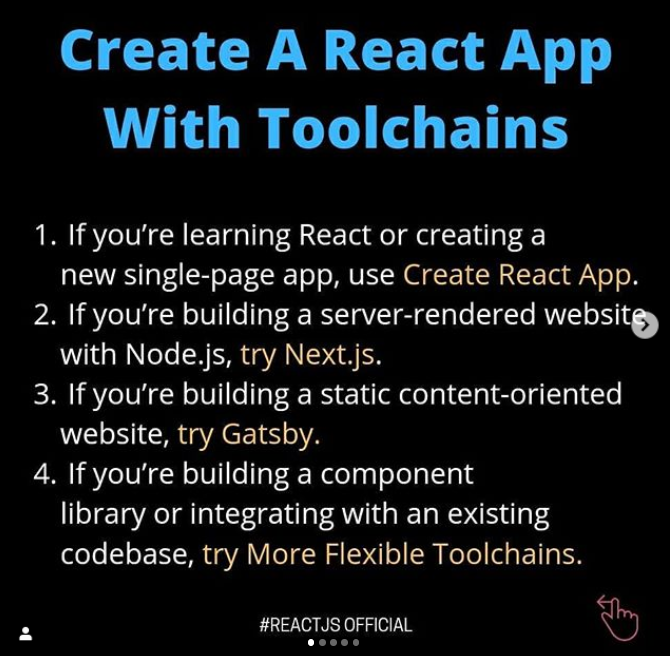 Create A React App
With Toolchains
1. If you’re learning React or creating a
new single-page app, use Create React App.
2. If you’re building a server-rendered website
with Node.js, try Next.js.
3. If you’re building a static content-oriented
website, try Gatsby.
4. If you’re building a component
library or integrating with an existing
codebase, try More Flexible Toolchains.
#REACTJS OFFICIAL